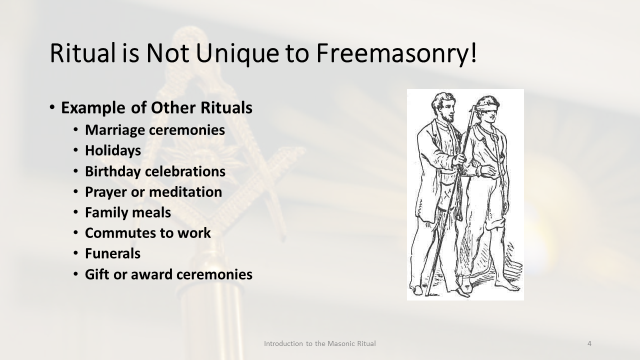 Ritual is Not Unique to Freemasonry!
• Example of Other Rituals
• Marriage ceremonies
• Holidays
• Birthday celebrations
• Prayer or meditation
• Family meals
• Commutes to work
• Funerals
• Gift or award ceremonies
Introduction to the Masonic Ritual
4